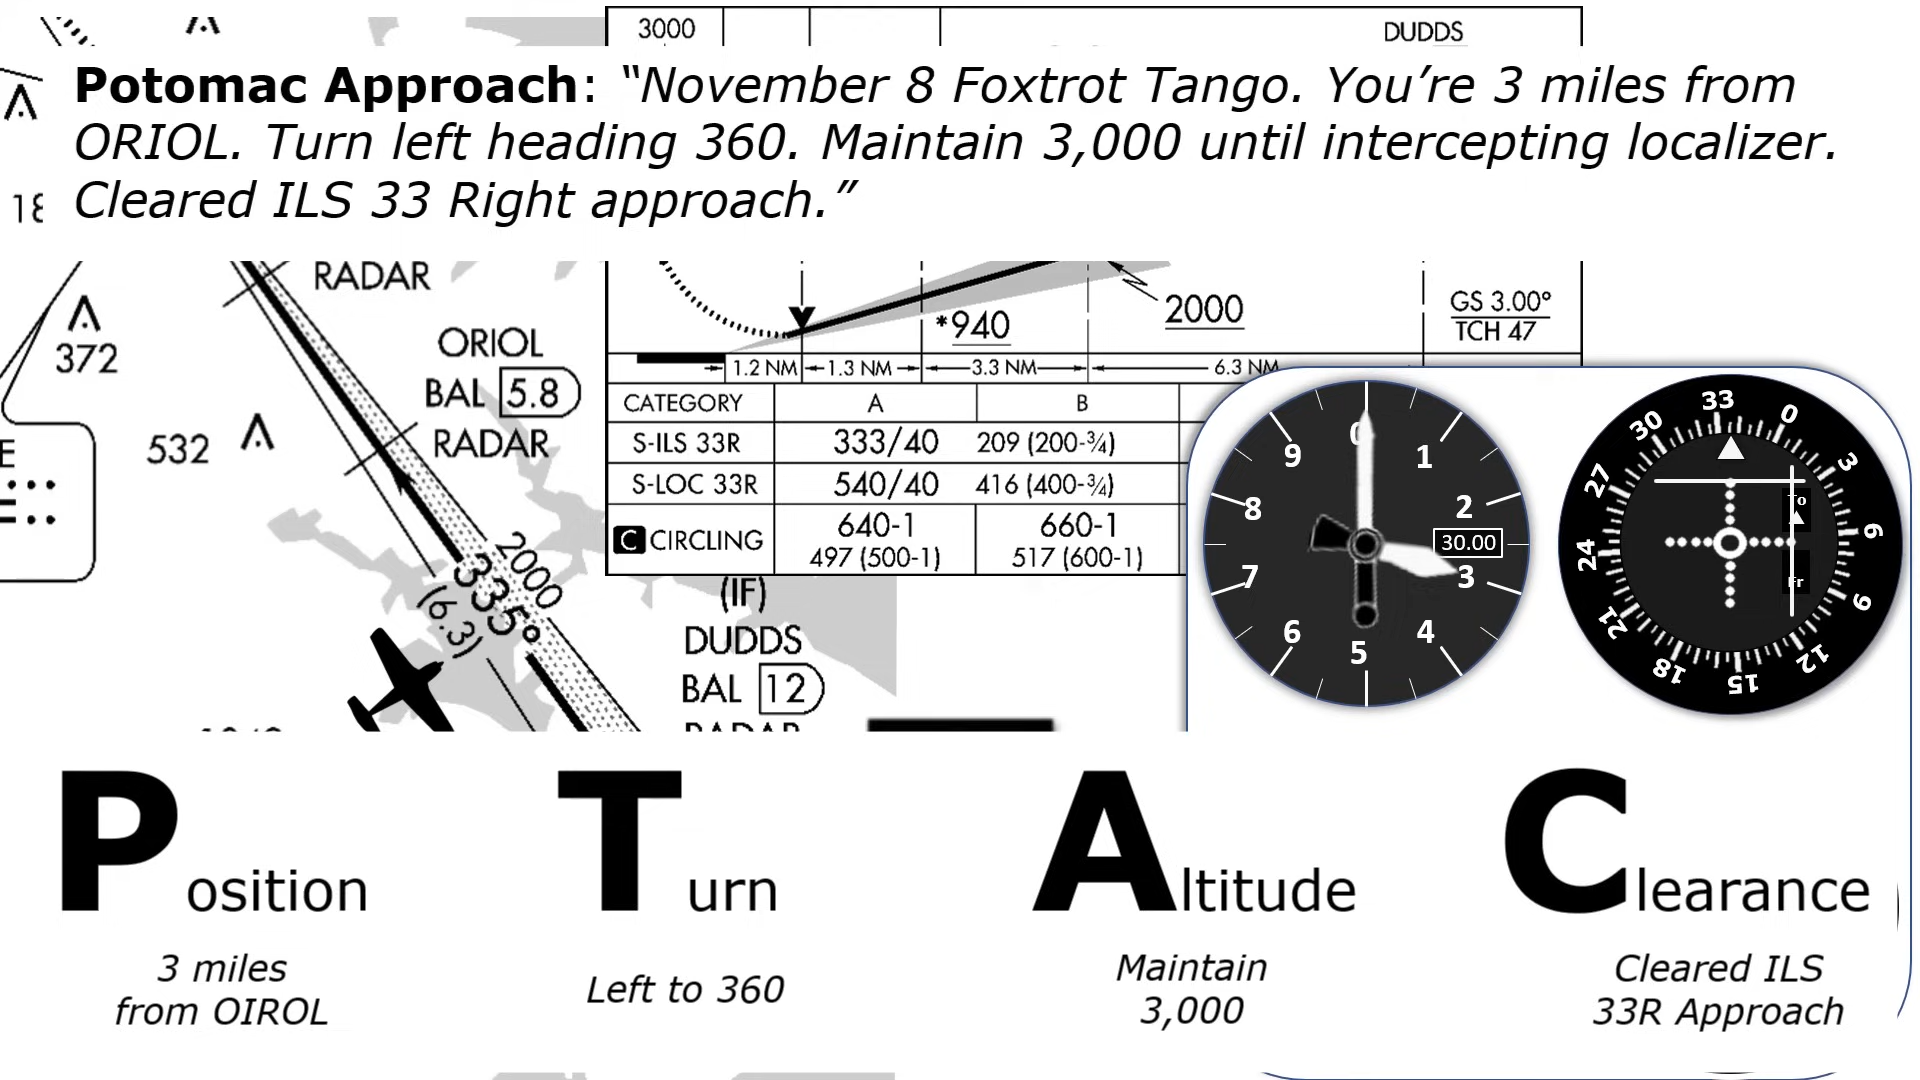 3000
DUDDS
Potomac Approach: “November 8 Foxtrot Tango. You’re 3 miles from
ORIOL. Turn left heading 360. Maintain 3,000 until intercepting localizer.
Cleared ILS 33 Right approach.”
RADAR
372
ORIOL
BAL 5.8
RADAR
532
2000
335°
(6.3)
(IF)
DUDDS
BAL 12
RADAR
*940
2000
GS 3.00°
TCH 47
1.2 NM 1.3 NM 3.3 NM 6.3 NM
CATEGORY A B
S-ILS 33R 333/40 209 (200-¾)
S-LOC 33R 540/40 416 (400-¾)
C CIRCLING 640-1 660-1
497 (500-1) 517 (600-1)
0 1 2 3 4 5 6 7 8 9
30.00
33 0 3 6 9 12 15 18 21 24 27 30
To
Fr
Position
3 miles
from OIROL
Turn
Left to 360
Altitude
Maintain
3,000
Clearance
Cleared ILS
33R Approach